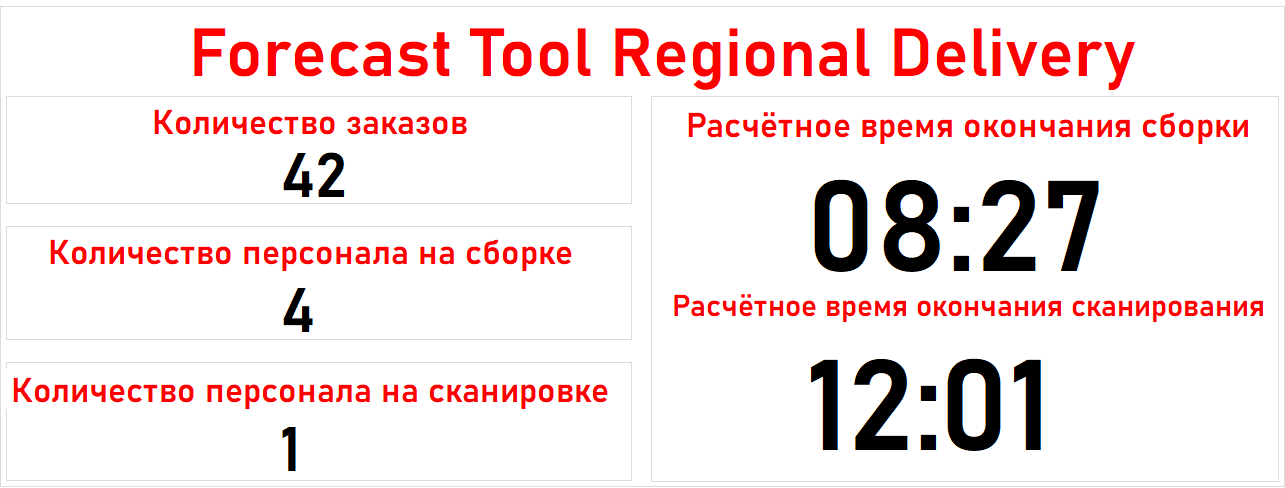 Forecast Tool Regional Delivery
Количество заказов
42
Количество персонала на сборке
4
Количество персонала на сканировке
1
Расчётное время окончания сборки
08:27
Расчётное время окончания сканирования
12:01